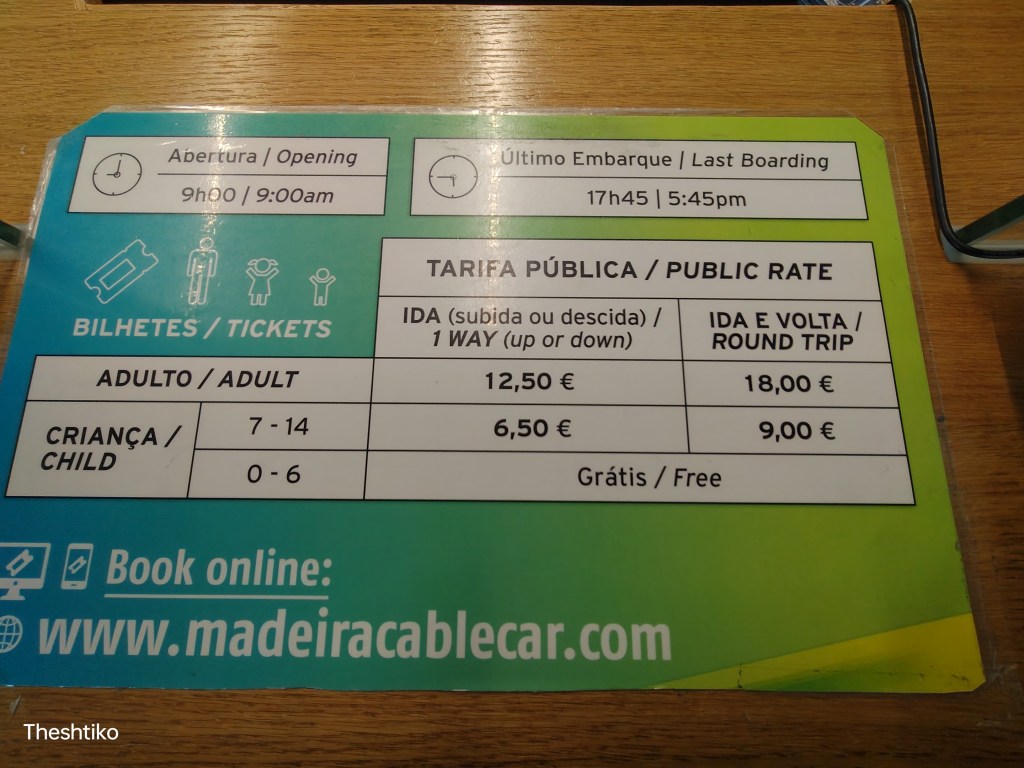 Abertura | Opening
9h00 | 9:00am
Último Embarque | Last Boarding
17h45 | 5:45pm
BILHETES / TICKETS
TARIFA PÚBLICA / PUBLIC RATE
IDA (subida ou descida) /
1 WAY (up or down)
IDA E VOLTA /
ROUND TRIP
ADULTO / ADULT
12,50 €
18,00 €
CRIANÇA /
CHILD
7 - 14
6,50 €
9,00 €
0 - 6
Grátis / Free
Book online:
www.madeiracablecar.com
Theshtiko